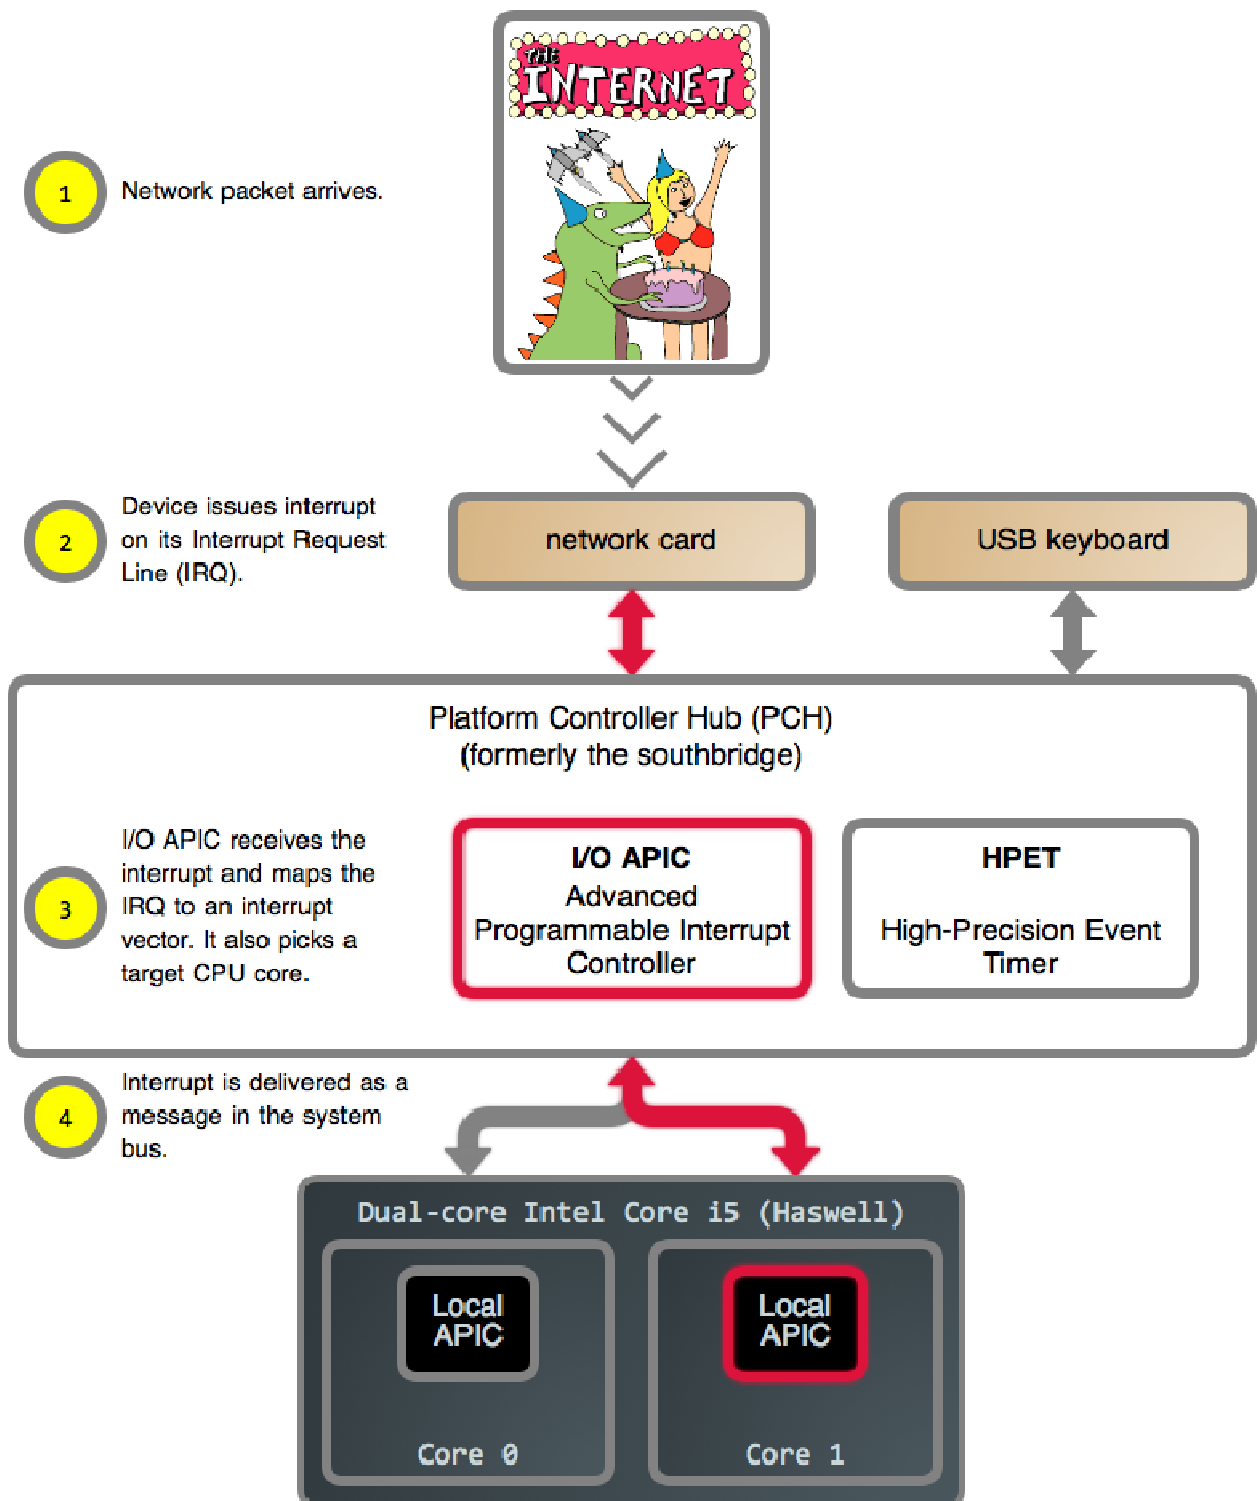 THE
INTERNET
1
Network packet arrives.
2
Device issues interrupt
on its Interrupt Request
Line (IRQ).
network card
USB keyboard
Platform Controller Hub (PCH)
(formerly the southbridge)
3
I/O APIC receives the
interrupt and maps the
IRQ to an interrupt
vector. It also picks a
target CPU core.
I/O APIC
Advanced
Programmable Interrupt
Controller
HPET
High-Precision Event
Timer
4
Interrupt is delivered as a
message in the system
bus.
Dual-core Intel Core i5 (Haswell)
Local
APIC
Core 0
Local
APIC
Core 1